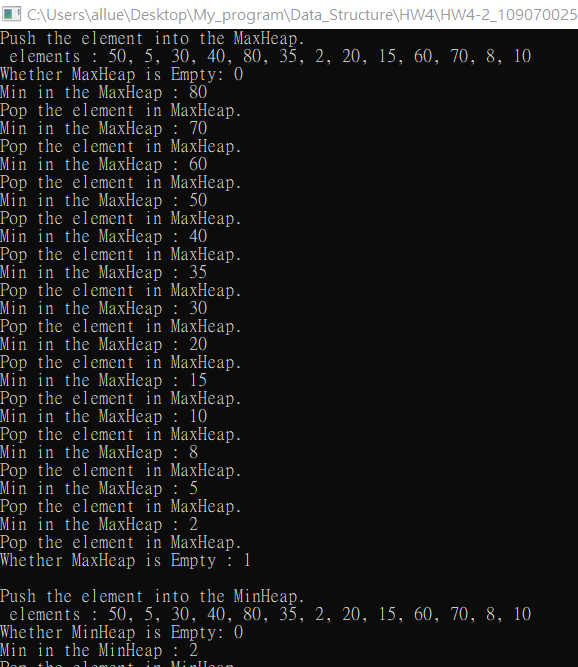 C:\Users\allue\Desktop\My_program\Data_Structure\HW4\HW4-2_109070025
Push the element into the MaxHeap.
elements : 50, 5, 30, 40, 80, 35, 2, 20, 15, 60, 70, 8, 10
Whether MaxHeap is Empty: 0
Min in the MaxHeap : 80
Pop the element in MaxHeap.
Min in the MaxHeap : 70
Pop the element in MaxHeap.
Min in the MaxHeap : 60
Pop the element in MaxHeap.
Min in the MaxHeap : 50
Pop the element in MaxHeap.
Min in the MaxHeap : 40
Pop the element in MaxHeap.
Min in the MaxHeap : 35
Pop the element in MaxHeap.
Min in the MaxHeap : 30
Pop the element in MaxHeap.
Min in the MaxHeap : 20
Pop the element in MaxHeap.
Min in the MaxHeap : 15
Pop the element in MaxHeap.
Min in the MaxHeap : 10
Pop the element in MaxHeap.
Min in the MaxHeap : 8
Pop the element in MaxHeap.
Min in the MaxHeap : 5
Pop the element in MaxHeap.
Min in the MaxHeap : 2
Pop the element in MaxHeap.
Whether MaxHeap is Empty : 1
Push the element into the MinHeap.
elements : 50, 5, 30, 40, 80, 35, 2, 20, 15, 60, 70, 8, 10
Whether MinHeap is Empty: 0
Min in the MinHeap : 2
Pop the element in MinHeap.